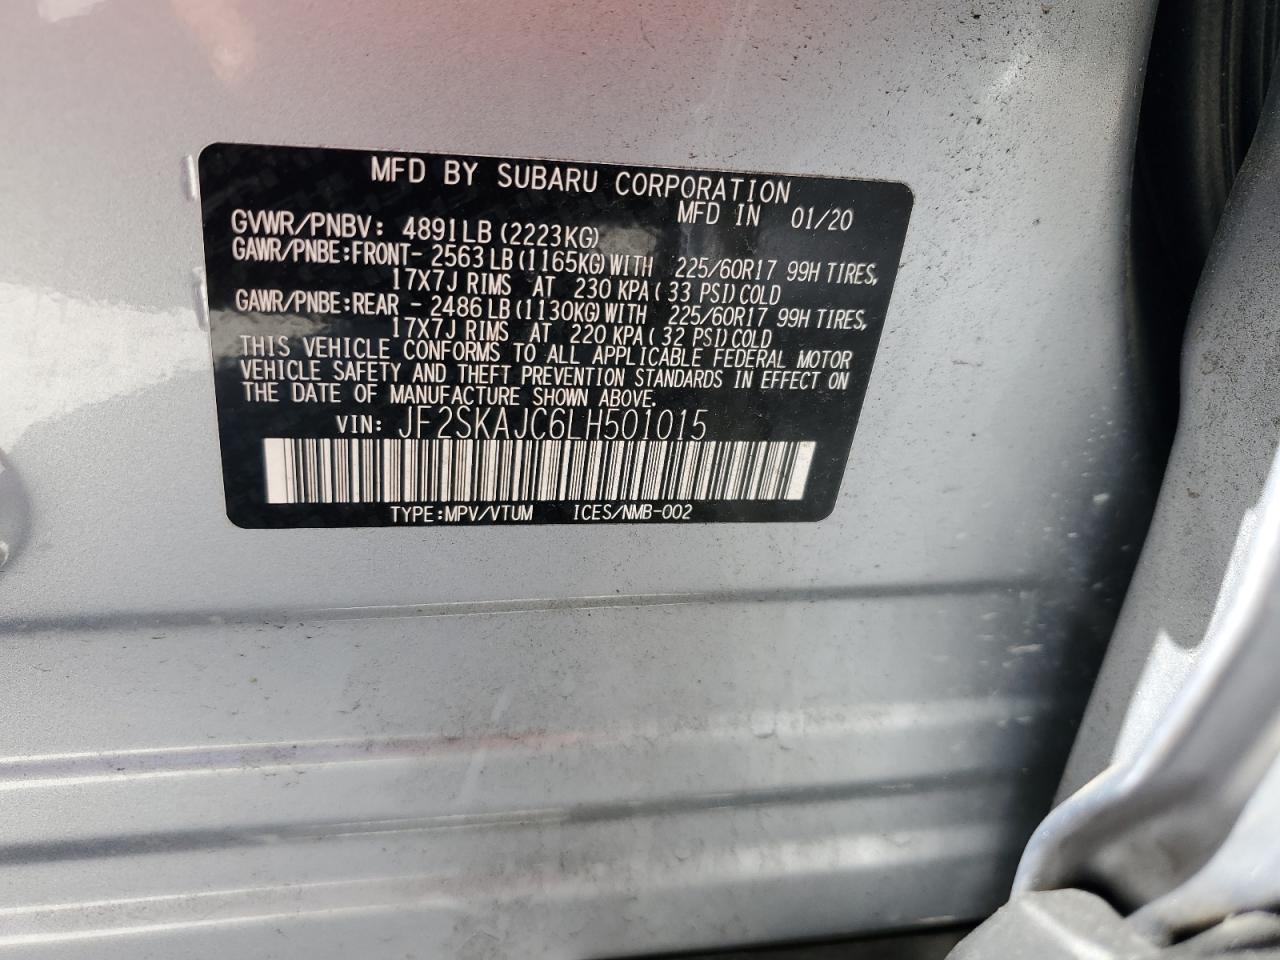 MFD BY SUBARU CORPORATION
MFD IN 01/20
GVWR/PNBV: 4891LB (2223KG)
GAWR/PNBE:FRONT- 2563LB(1165KG)WITH 225/60R17 99H TIRES,
17X7J RIMS AT 230 KPA( 33 PSI)COLD
GAWR/PNBE:REAR - 2486LB(1130KG)WITH 225/60R17 99H TIRES,
17X7J RIMS AT 220 KPA( 32 PSI)COLD
THIS VEHICLE CONFORMS TO ALL APPLICABLE FEDERAL MOTOR
VEHICLE SAFETY AND THEFT PREVENTION STANDARDS IN EFFECT ON
THE DATE OF MANUFACTURE SHOWN ABOVE.
VIN: JF2SKAJC6LH501015
TYPE:MPV/VTUM ICES/NMB-002